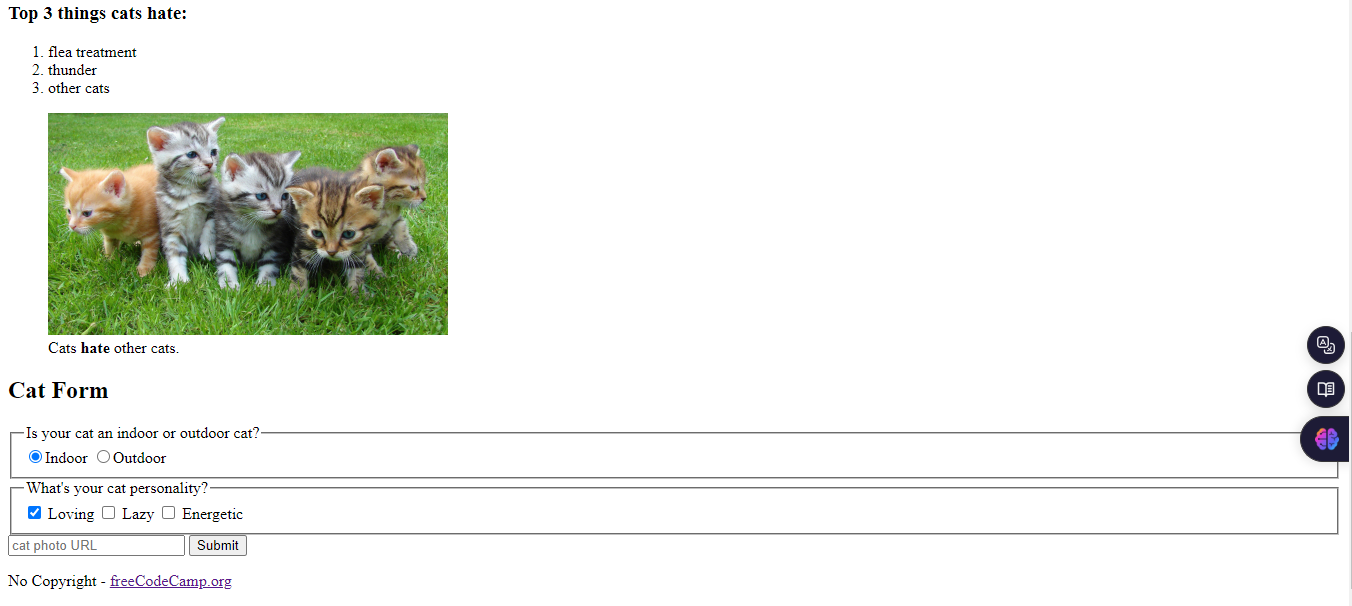 Top 3 things cats hate:
1. flea treatment
2. thunder
3. other cats
Cats hate other cats.
Cat Form
Is your cat an indoor or outdoor cat?
Indoor Outdoor
What's your cat personality?
Loving Lazy Energetic
cat photo URL Submit
No Copyright - freeCodeCamp.org